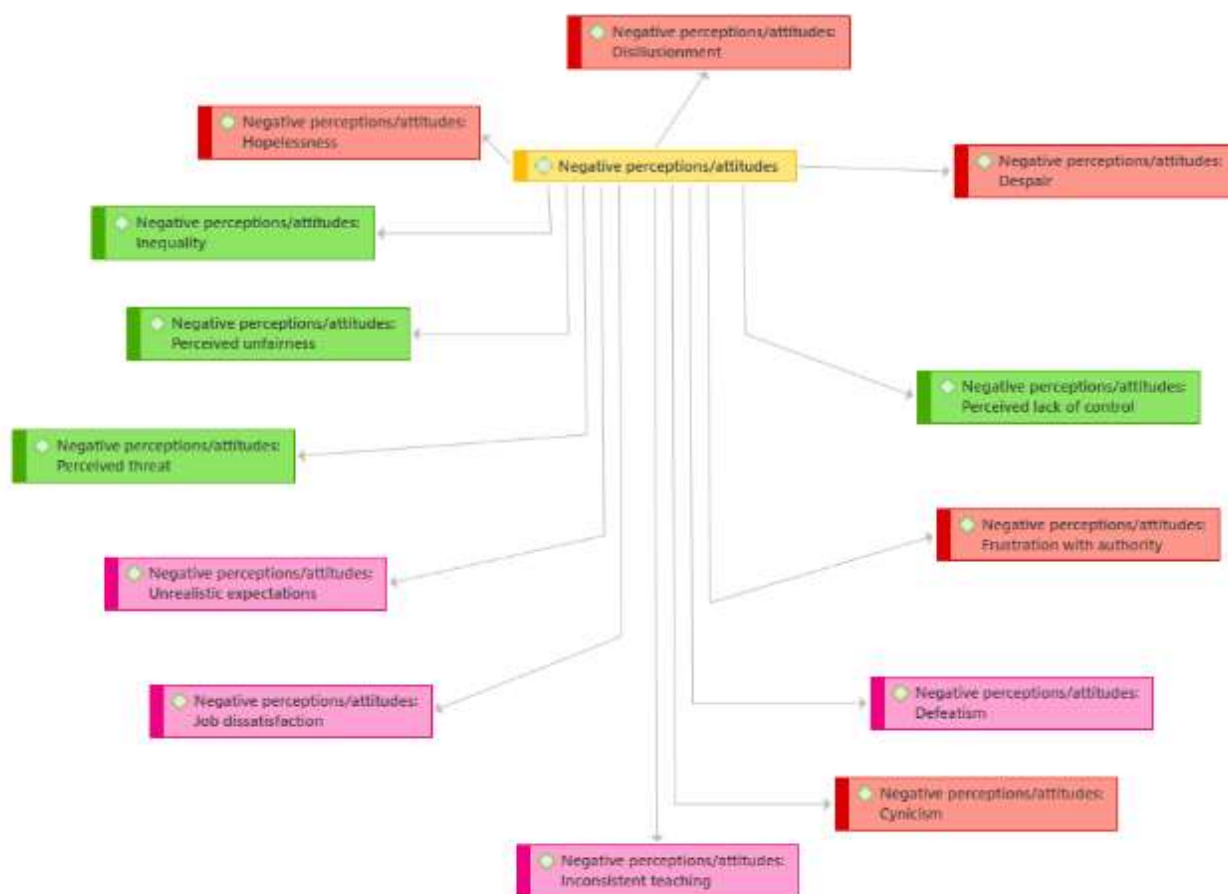 Negative perceptions/attitudes:
Disillusionment
Negative perceptions/attitudes:
Hopelessness
Negative perceptions/attitudes
Negative perceptions/attitudes:
Despair
Negative perceptions/attitudes:
Inequality
Negative perceptions/attitudes:
Perceived unfairness
Negative perceptions/attitudes:
Perceived lack of control
Negative perceptions/attitudes:
Perceived threat
Negative perceptions/attitudes:
Frustration with authority
Negative perceptions/attitudes:
Unrealistic expectations
Negative perceptions/attitudes:
Job dissatisfaction
Negative perceptions/attitudes:
Defeatism
Negative perceptions/attitudes:
Cynicism
Negative perceptions/attitudes:
Inconsistent teaching